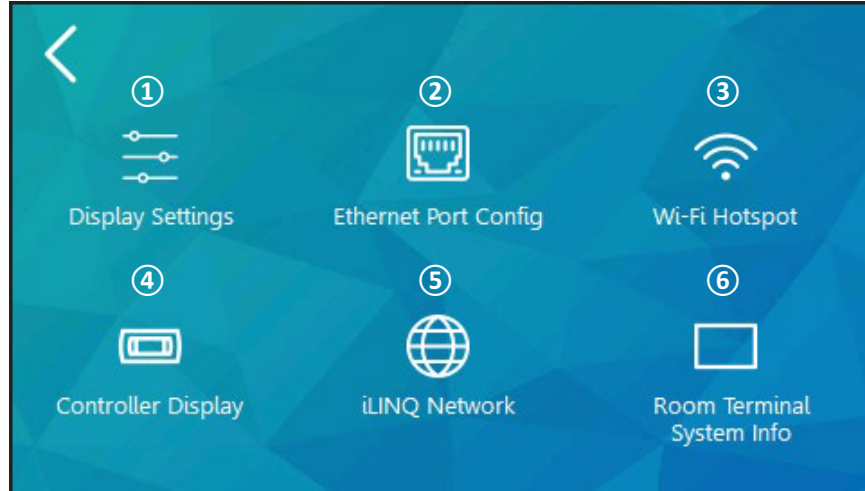 ① ② ③
Display Settings Ethernet Port Config Wi-Fi Hotspot
④ ⑤ ⑥
Controller Display iLINQ Network Room Terminal
System Info